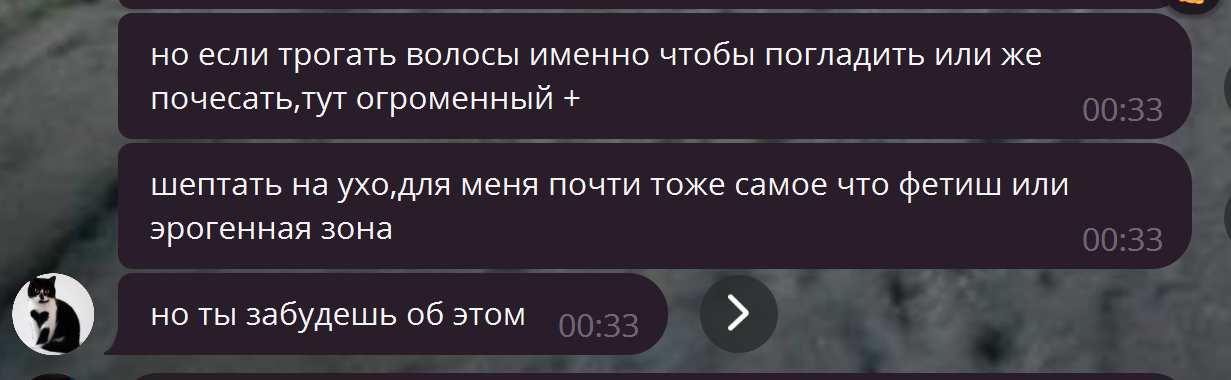 но если трогать волосы именно чтобы погладить или же
почесать,тут огроменный +
00:33
шептать на ухо,для меня почти тоже самое что фетиш или
эрогенная зона
00:33
но ты забудешь об этом 00:33